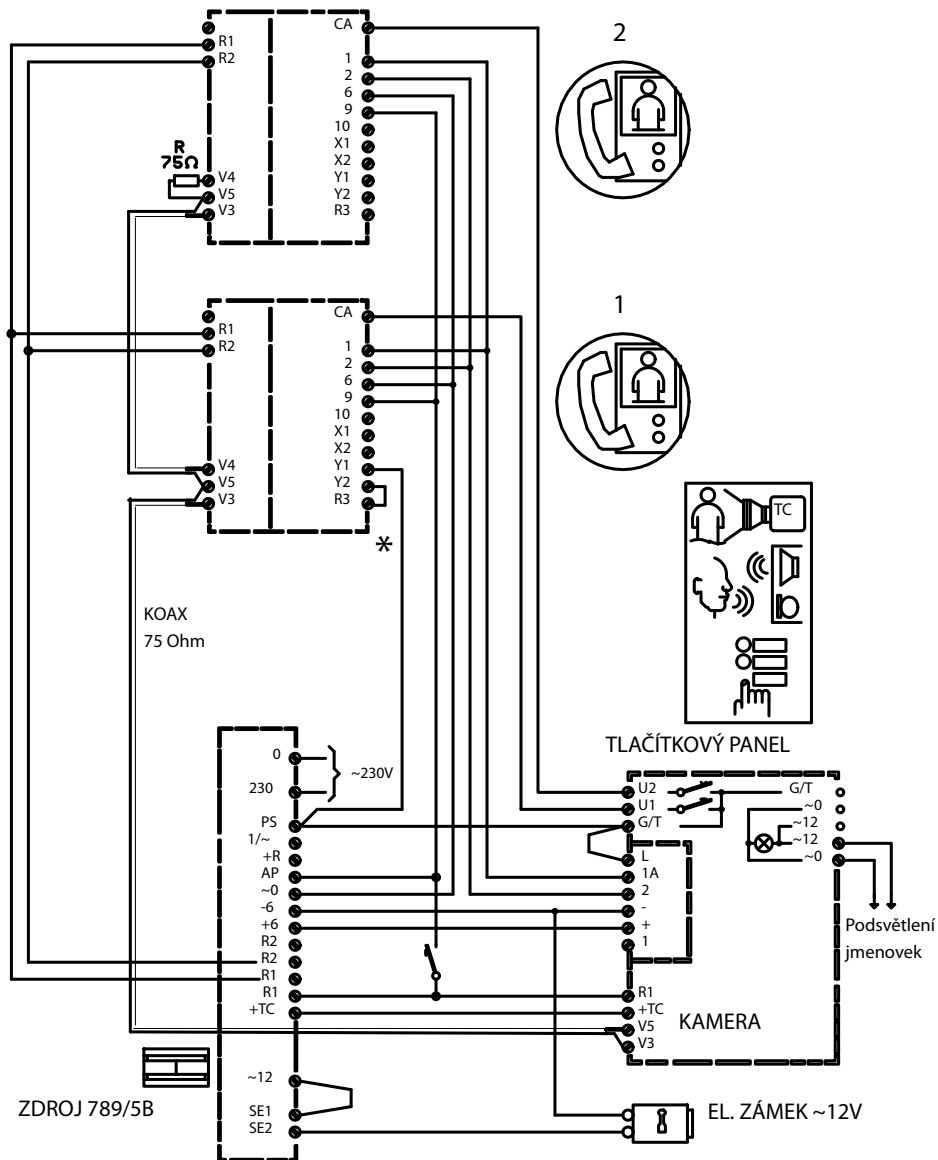 2
CA
R1
R2
1
2
6
9
10
X1
X2
Y1
Y2
R3
R
75Ω
V4
V5
V3
1
CA
R1
R2
1
2
6
9
10
X1
X2
Y1
Y2
R3
V4
V5
V3
*
KOAX
75 Ohm
TC
TLAČÍTKOVÝ PANEL
0
230
~230V
PS
1/~
+R
AP
~0
-6
+6
R2
R2
R1
R1
+TC
~12
SE1
SE2
ZDROJ 789/5B
U2
U1
G/T
L
1A
2
-
+
1
R1
+TC
V5
V3
G/T
~0
~12
~12
~0
KAMERA
Podsvětlení
jmenovek
EL. ZÁMEK ~12V